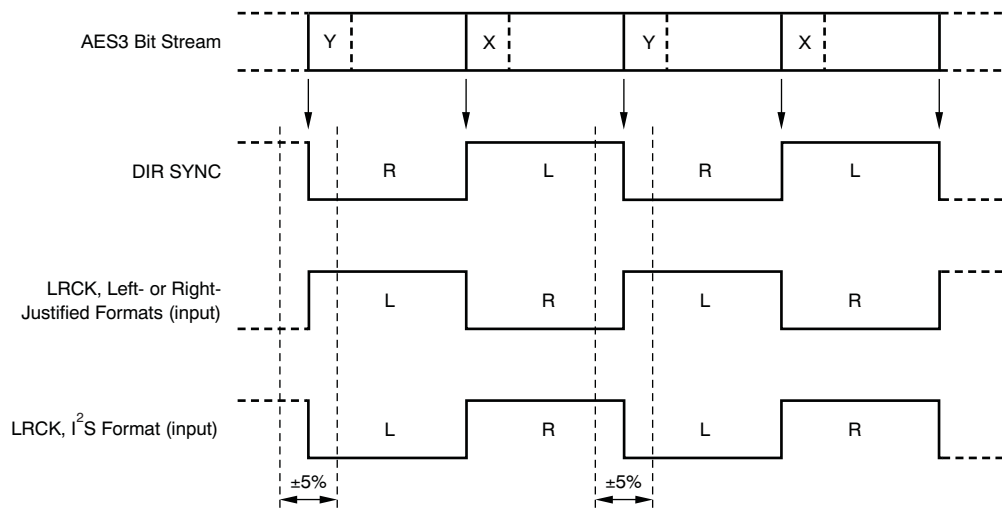 AES3 Bit Stream
Y X Y X
DIR SYNC
R L R L
LRCK, Left- or Right-
Justified Formats (input)
L R L R
LRCK, I²S Format (input)
L R L R
±5% ±5%